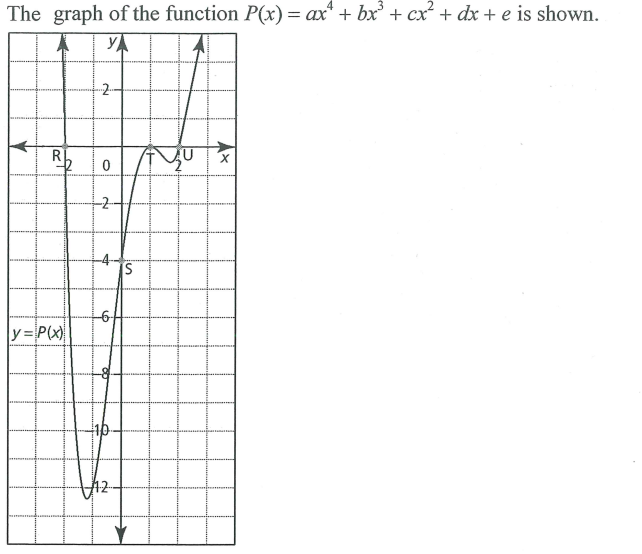 The graph of the function P(x) = ax⁴ + bx³ + cx² + dx + e is shown.
y
2
R
-2
0
T
2
U
x
-2
-4
S
-6
y = P(x)
-8
-10
-12